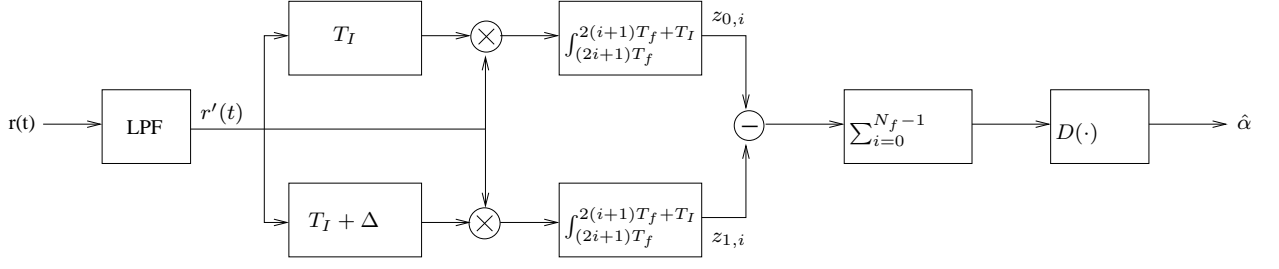 r(t)
LPF
r′(t)
T_I
T_I + Δ
×
×
∫_{(2i+1)T_f}^{2(i+1)T_f+T_I}
z_{0,i}
∫_{(2i+1)T_f}^{2(i+1)T_f+T_I}
z_{1,i}
−
∑_{i=0}^{N_f−1}
D(·)
α̂